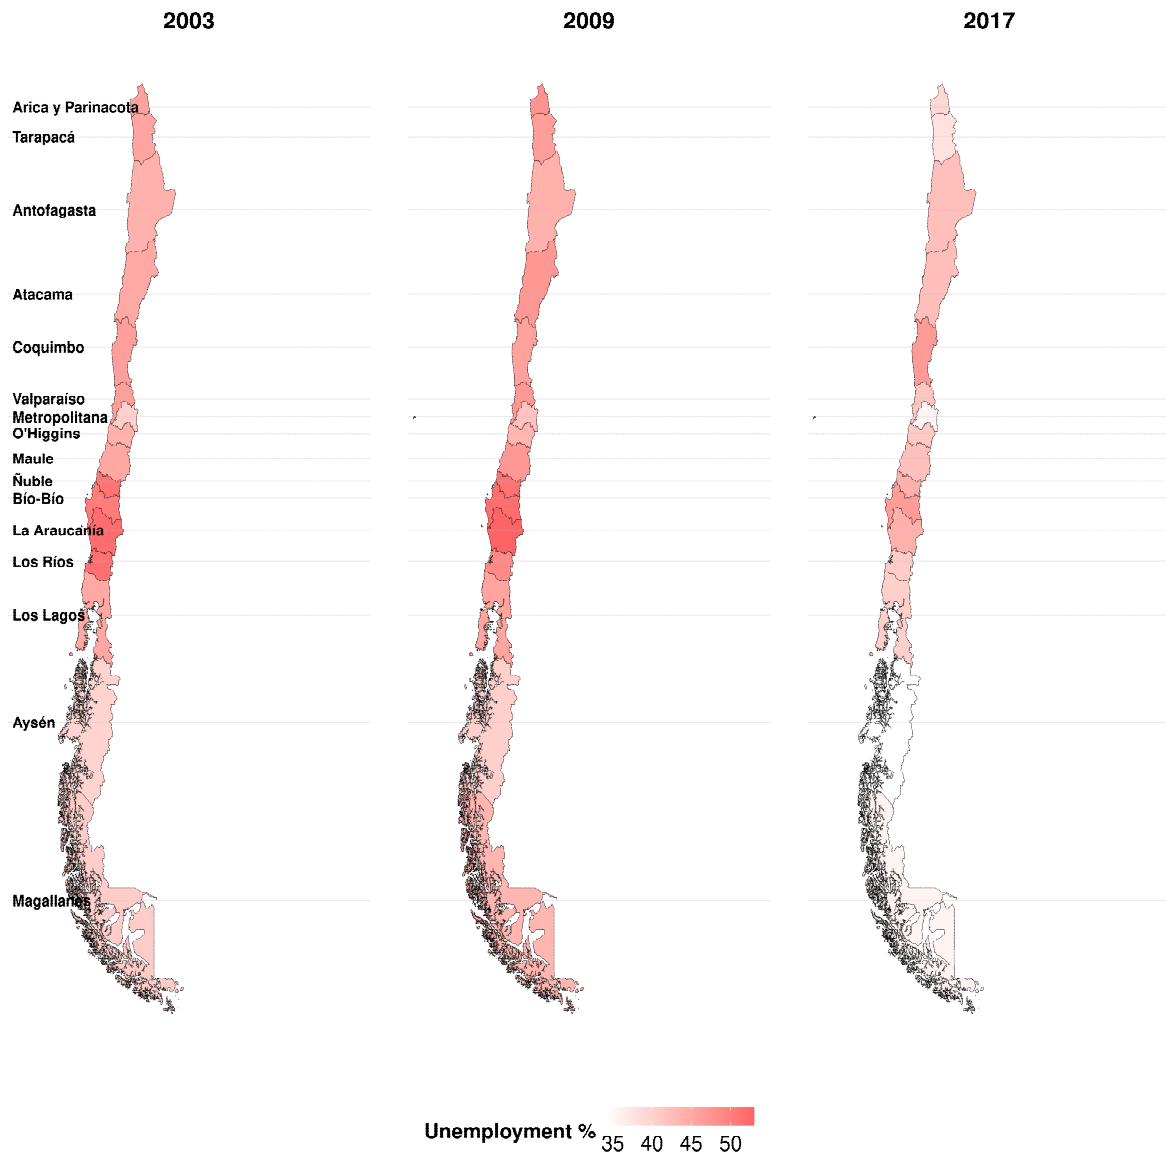 2003 2009 2017
Arica y Parinacota
Tarapacá
Antofagasta
Atacama
Coquimbo
Valparaíso
Metropolitana
O'Higgins
Maule
Ñuble
Bío-Bío
La Araucanía
Los Ríos
Los Lagos
Aysén
Magallanes
Unemployment %
35 40 45 50